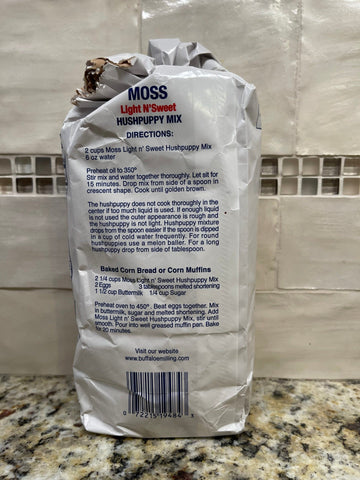 MOSS
Light N'Sweet
HUSHPUPPY MIX
DIRECTIONS:
2 cups Moss Light n' Sweet Hushpuppy Mix
6 oz water
Preheat oil to 350°
Stir mix and water together thoroughly. Let sit for
15 minutes. Drop mix from side of a spoon in
crescent shape. Cook until golden brown.
The hushpuppy does not cook thoroughly in the
center if too much liquid is used. If enough liquid
is not used the outer appearance is rough and
the hushpuppy is not light. Hushpuppy mixture
drops from the spoon easier if the spoon is dipped
in a cup of cold water frequently. For round
hushpuppies use a melon baller. For a long
hushpuppy drop from side of tablespoon.
Baked Corn Bread or Corn Muffins
2 1/4 cups Moss Light n' Sweet Hushpuppy Mix
2 Eggs 3 tablespoons melted shortening
1 1/2 cup Buttermilk 1/4 cup Sugar
Preheat oven to 450°. Beat eggs together. Mix
in buttermilk, sugar and melted shortening. Add
Moss Light n' Sweet Hushpuppy Mix, stir until
smooth. Pour into well greased muffin pan. Bake
for 20 minutes.
Visit our website
www.buffaloemilling.com
0 72215 19484 3